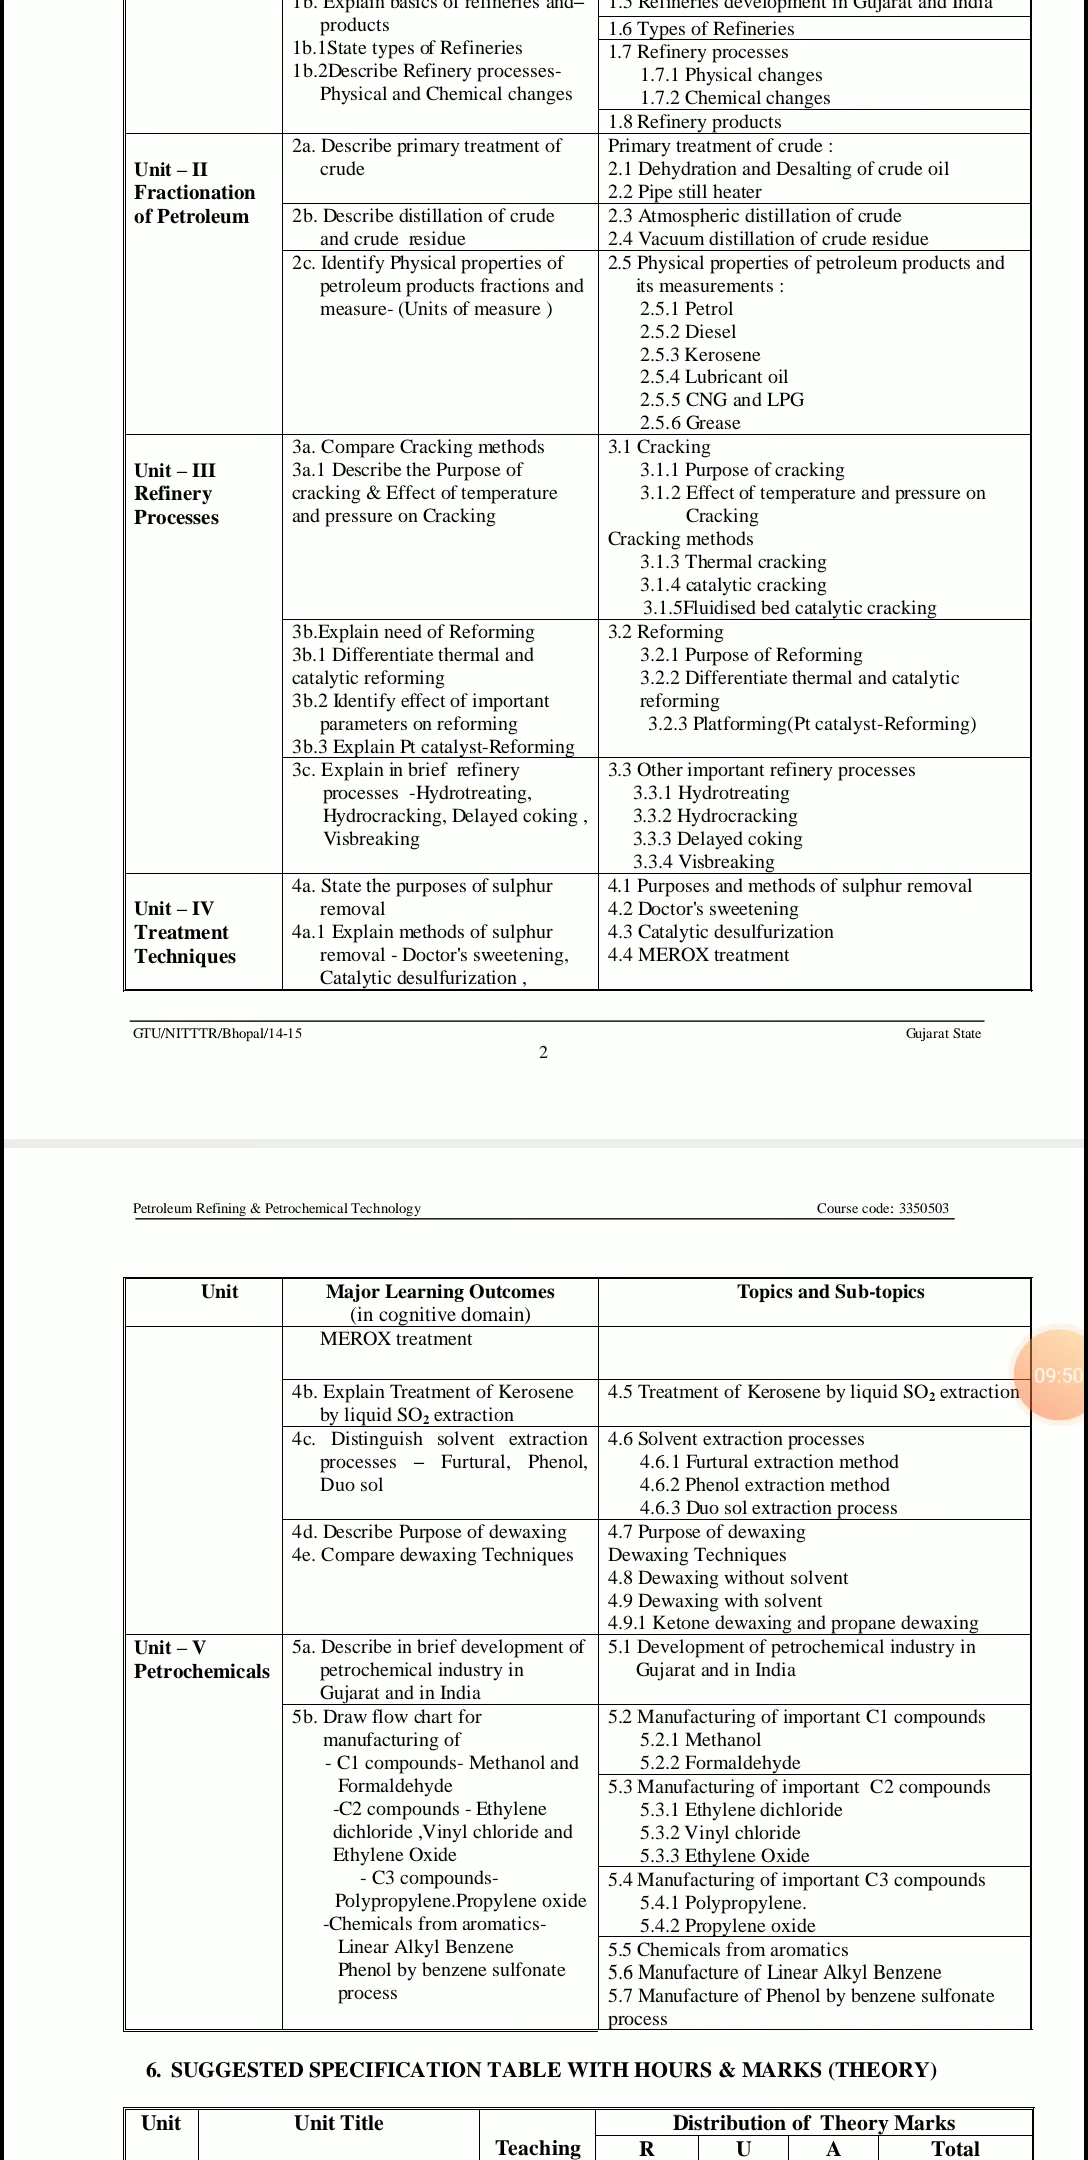 1b. Explain basics of refineries and–
products
1b.1State types of Refineries
1b.2Describe Refinery processes-
Physical and Chemical changes
1.5 Refineries development in Gujarat and India
1.6 Types of Refineries
1.7 Refinery processes
1.7.1 Physical changes
1.7.2 Chemical changes
1.8 Refinery products
Unit – II
Fractionation
of Petroleum
2a. Describe primary treatment of
crude
Primary treatment of crude :
2.1 Dehydration and Desalting of crude oil
2.2 Pipe still heater
2b. Describe distillation of crude
and crude residue
2.3 Atmospheric distillation of crude
2.4 Vacuum distillation of crude residue
2c. Identify Physical properties of
petroleum products fractions and
measure- (Units of measure )
2.5 Physical properties of petroleum products and
its measurements :
2.5.1 Petrol
2.5.2 Diesel
2.5.3 Kerosene
2.5.4 Lubricant oil
2.5.5 CNG and LPG
2.5.6 Grease
Unit – III
Refinery
Processes
3a. Compare Cracking methods
3a.1 Describe the Purpose of
cracking & Effect of temperature
and pressure on Cracking
3.1 Cracking
3.1.1 Purpose of cracking
3.1.2 Effect of temperature and pressure on
Cracking
Cracking methods
3.1.3 Thermal cracking
3.1.4 catalytic cracking
3.1.5Fluidised bed catalytic cracking
3b.Explain need of Reforming
3b.1 Differentiate thermal and
catalytic reforming
3b.2 Identify effect of important
parameters on reforming
3b.3 Explain Pt catalyst-Reforming
3.2 Reforming
3.2.1 Purpose of Reforming
3.2.2 Differentiate thermal and catalytic
reforming
3.2.3 Platforming(Pt catalyst-Reforming)
3c. Explain in brief refinery
processes -Hydrotreating,
Hydrocracking, Delayed coking ,
Visbreaking
3.3 Other important refinery processes
3.3.1 Hydrotreating
3.3.2 Hydrocracking
3.3.3 Delayed coking
3.3.4 Visbreaking
Unit – IV
Treatment
Techniques
4a. State the purposes of sulphur
removal
4a.1 Explain methods of sulphur
removal - Doctor's sweetening,
Catalytic desulfurization ,
4.1 Purposes and methods of sulphur removal
4.2 Doctor's sweetening
4.3 Catalytic desulfurization
4.4 MEROX treatment
GTU/NITTTR/Bhopal/14-15
Gujarat State
2
Petroleum Refining & Petrochemical Technology
Course code: 3350503
Unit
Major Learning Outcomes
(in cognitive domain)
Topics and Sub-topics
MEROX treatment
09:50
4b. Explain Treatment of Kerosene
by liquid SO₂ extraction
4.5 Treatment of Kerosene by liquid SO₂ extraction
4c. Distinguish solvent extraction
processes – Furtural, Phenol,
Duo sol
4.6 Solvent extraction processes
4.6.1 Furtural extraction method
4.6.2 Phenol extraction method
4.6.3 Duo sol extraction process
4d. Describe Purpose of dewaxing
4e. Compare dewaxing Techniques
4.7 Purpose of dewaxing
Dewaxing Techniques
4.8 Dewaxing without solvent
4.9 Dewaxing with solvent
4.9.1 Ketone dewaxing and propane dewaxing
Unit – V
Petrochemicals
5a. Describe in brief development of
petrochemical industry in
Gujarat and in India
5.1 Development of petrochemical industry in
Gujarat and in India
5b. Draw flow chart for
manufacturing of
- C1 compounds- Methanol and
Formaldehyde
-C2 compounds - Ethylene
dichloride ,Vinyl chloride and
Ethylene Oxide
- C3 compounds-
Polypropylene.Propylene oxide
-Chemicals from aromatics-
Linear Alkyl Benzene
Phenol by benzene sulfonate
process
5.2 Manufacturing of important C1 compounds
5.2.1 Methanol
5.2.2 Formaldehyde
5.3 Manufacturing of important C2 compounds
5.3.1 Ethylene dichloride
5.3.2 Vinyl chloride
5.3.3 Ethylene Oxide
5.4 Manufacturing of important C3 compounds
5.4.1 Polypropylene.
5.4.2 Propylene oxide
5.5 Chemicals from aromatics
5.6 Manufacture of Linear Alkyl Benzene
5.7 Manufacture of Phenol by benzene sulfonate
process
6. SUGGESTED SPECIFICATION TABLE WITH HOURS & MARKS (THEORY)
Unit
Unit Title
Teaching
Distribution of Theory Marks
R
U
A
Total